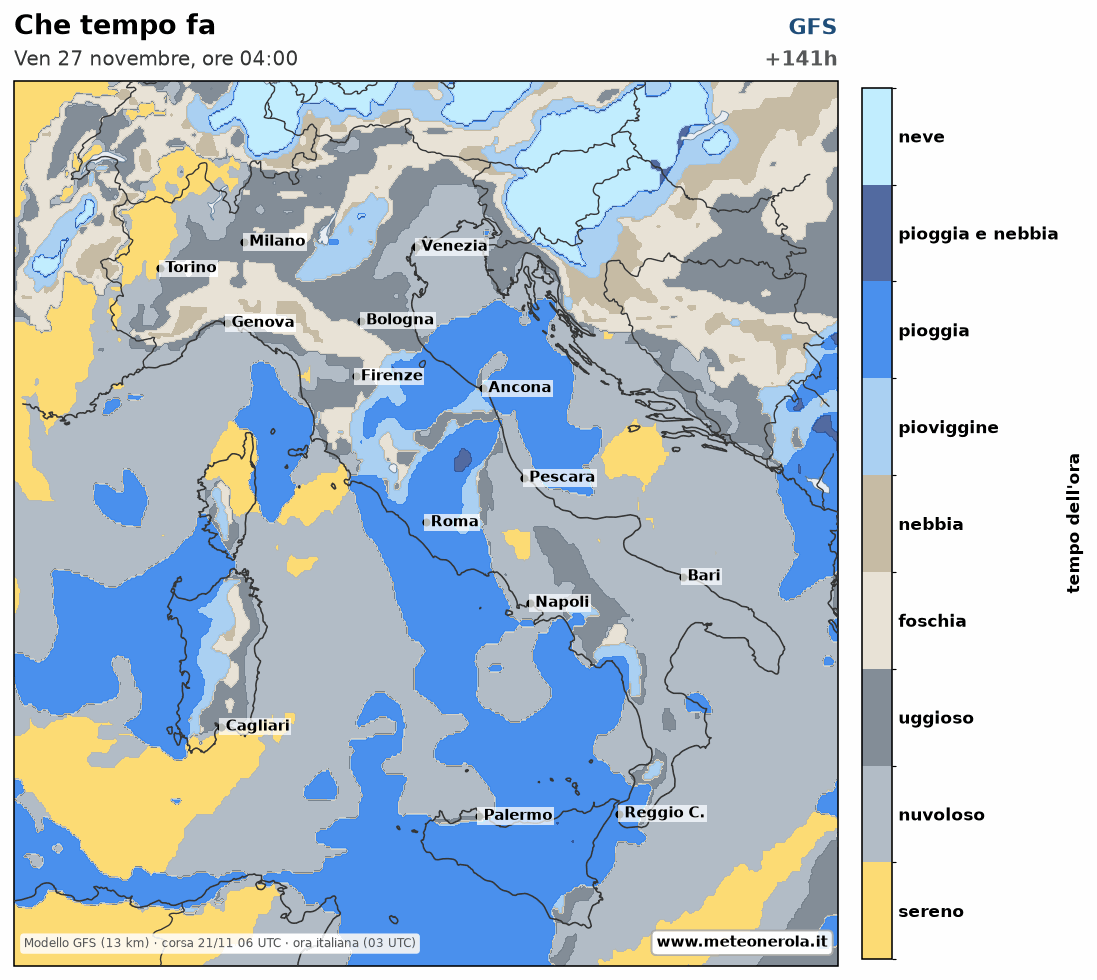 Che tempo fa
GFS
Ven 27 novembre, ore 04:00
+141h
neve
pioggia e nebbia
pioggia
pioviggine
nebbia
foschia
uggioso
nuvoloso
sereno
tempo dell'ora
Milano
Venezia
Torino
Genova
Bologna
Firenze
Ancona
Pescara
Roma
Bari
Napoli
Cagliari
Palermo
Reggio C.
Modello GFS (13 km) · corsa 21/11 06 UTC · ora italiana (03 UTC)
www.meteonerola.it